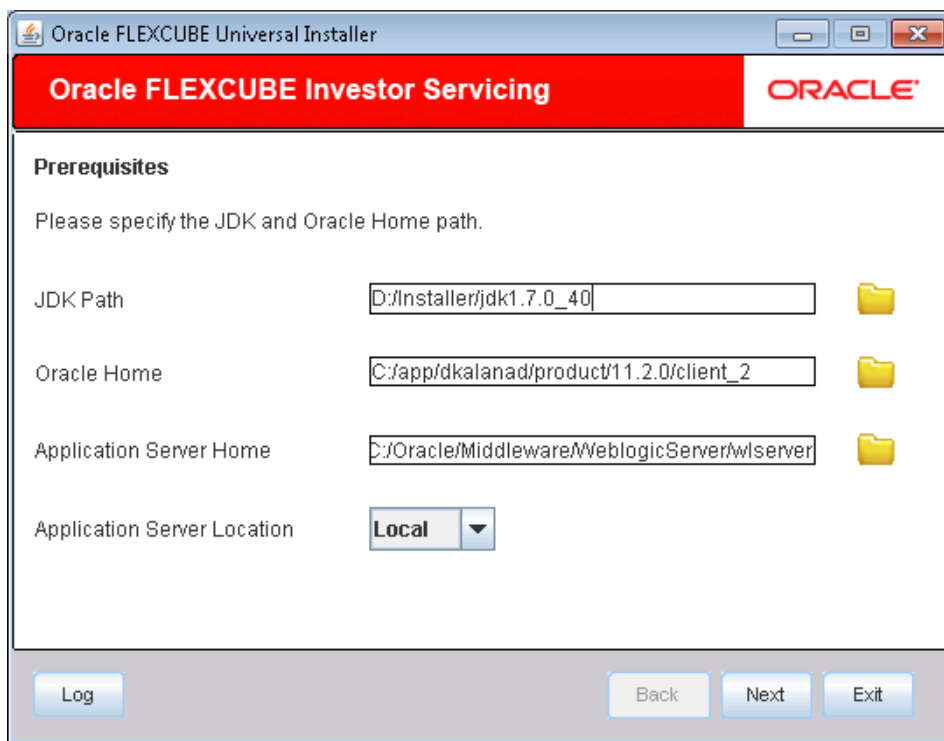 Oracle FLEXCUBE Universal Installer
Oracle FLEXCUBE Investor Servicing
ORACLE
Prerequisites
Please specify the JDK and Oracle Home path.
JDK Path D:/Installer/jdk1.7.0_40
Oracle Home C:/app/dkalanad/product/11.2.0/client_2
Application Server Home C:/Oracle/Middleware/WeblogicServer/wlserver
Application Server Location Local
Log Back Next Exit